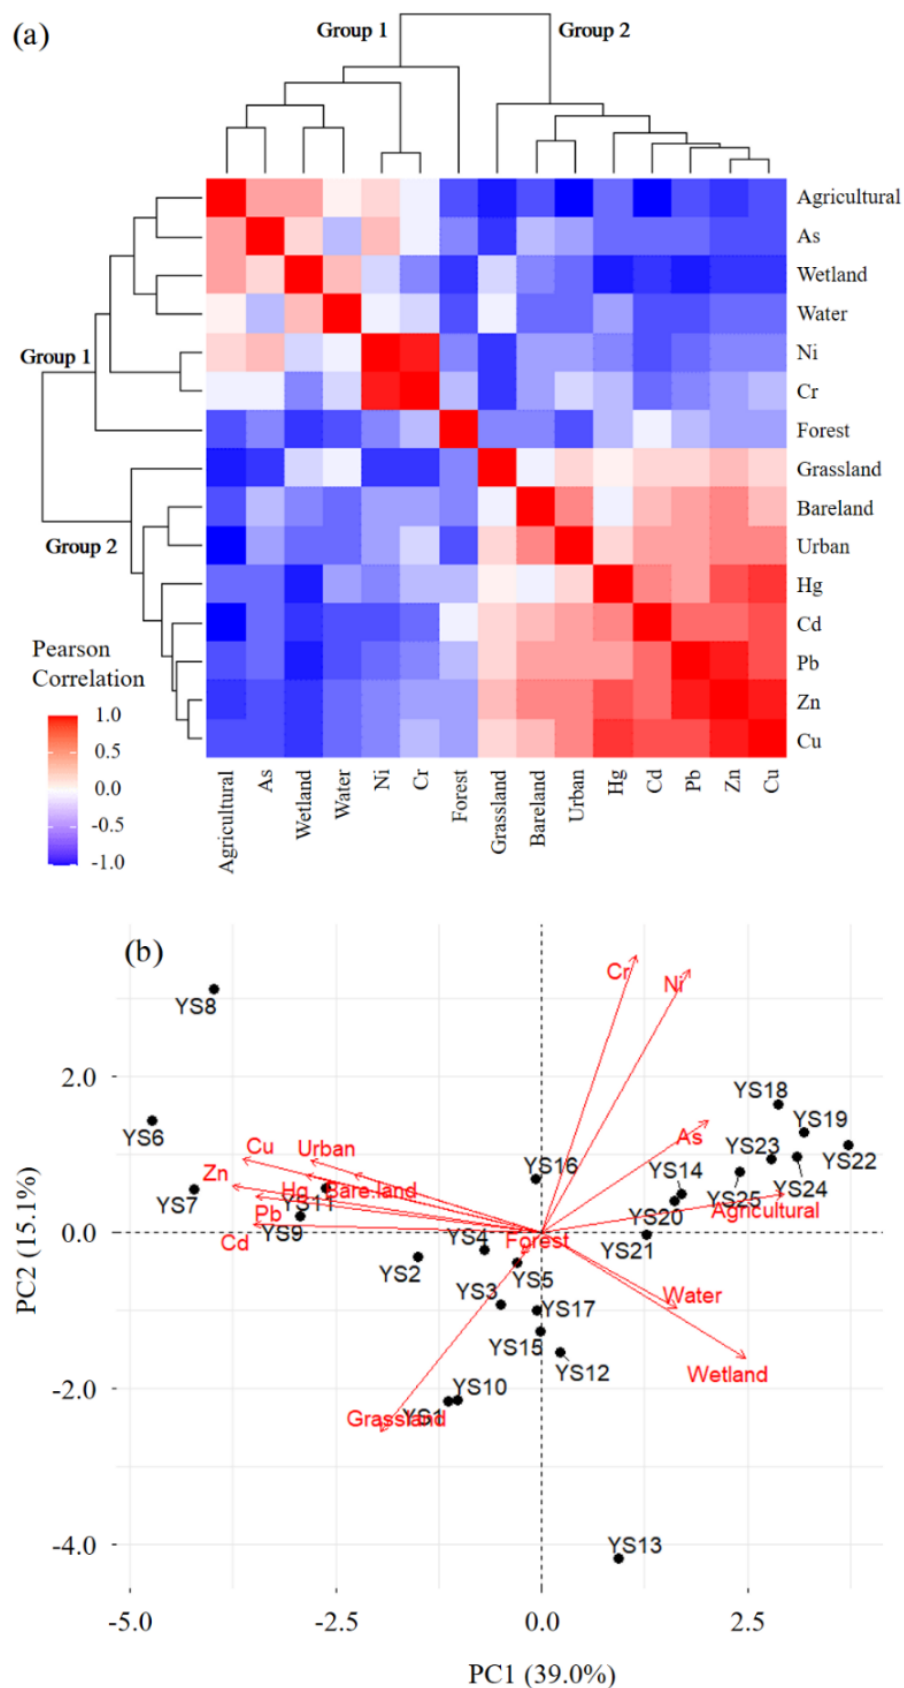 (a)
Group 1
Group 2
Agricultural
As
Wetland
Water
Ni
Cr
Forest
Grassland
Bareland
Urban
Hg
Cd
Pb
Zn
Cu
Group 1
Group 2
Pearson
Correlation
1.0
0.5
0.0
-0.5
-1.0
Agricultural
As
Wetland
Water
Ni
Cr
Forest
Grassland
Bareland
Urban
Hg
Cd
Pb
Zn
Cu
(b)
Cr
Ni
YS8
2.0
YS18
YS19
YS6
As
YS23
YS22
Cu
Urban
YS16
YS14
Zn
Hg
Bare.land
YS24
YS25
YS7
YS11
Pb
YS20
Agricultural
0.0
Cd
YS9
YS4
Forest
YS21
YS2
YS5
YS3
Water
YS17
YS15
YS12
Wetland
-2.0
YS10
YS1
Grassland
-4.0
YS13
-5.0
-2.5
0.0
2.5
PC2 (15.1%)
PC1 (39.0%)